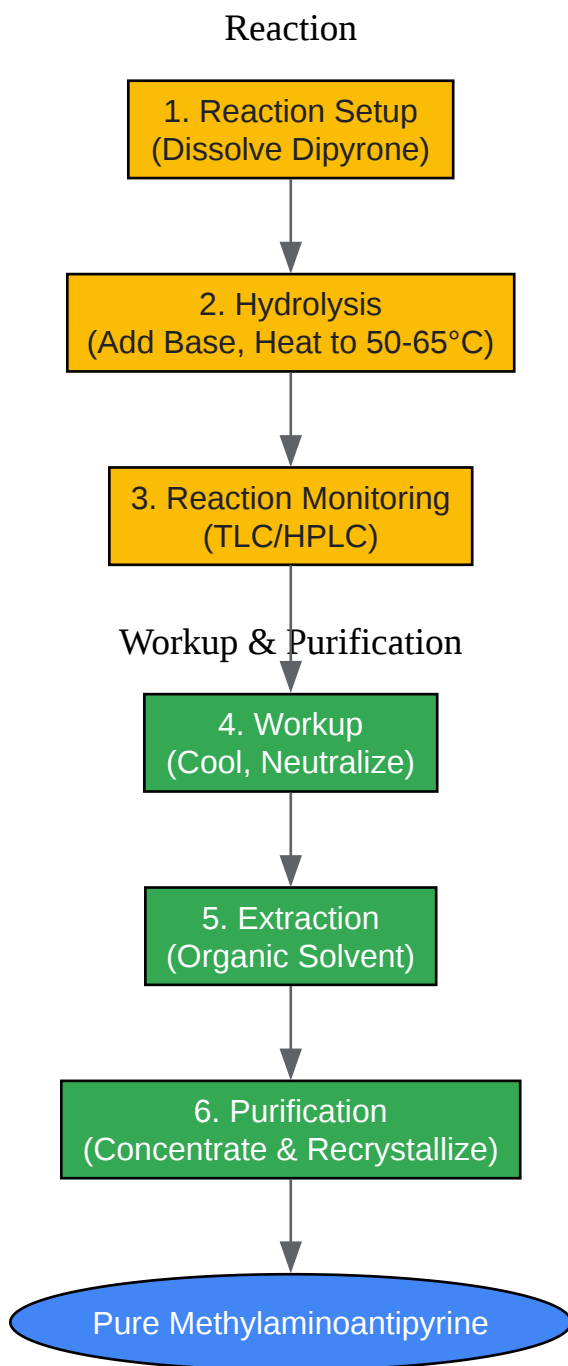 Reaction
1. Reaction Setup
(Dissolve Dipyrone)
2. Hydrolysis
(Add Base, Heat to 50-65°C)
3. Reaction Monitoring
(TLC/HPLC)
Workup & Purification
4. Workup
(Cool, Neutralize)
5. Extraction
(Organic Solvent)
6. Purification
(Concentrate & Recrystallize)
Pure Methylaminoantipyrine